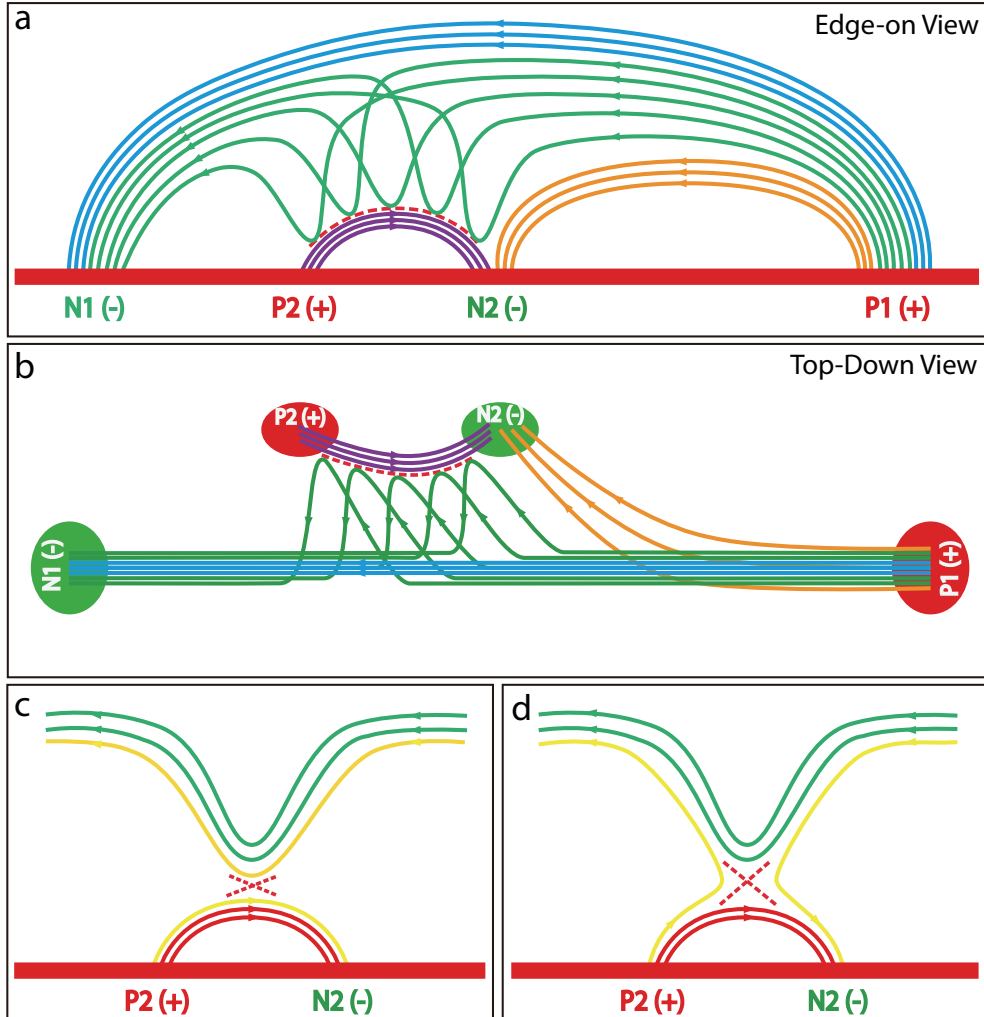 a
Edge-on View
N1 (-)
P2 (+)
N2 (-)
P1 (+)
b
Top-Down View
P2 (+)
N2 (-)
N1 (-)
P1 (+)
c
P2 (+)
N2 (-)
d
P2 (+)
N2 (-)